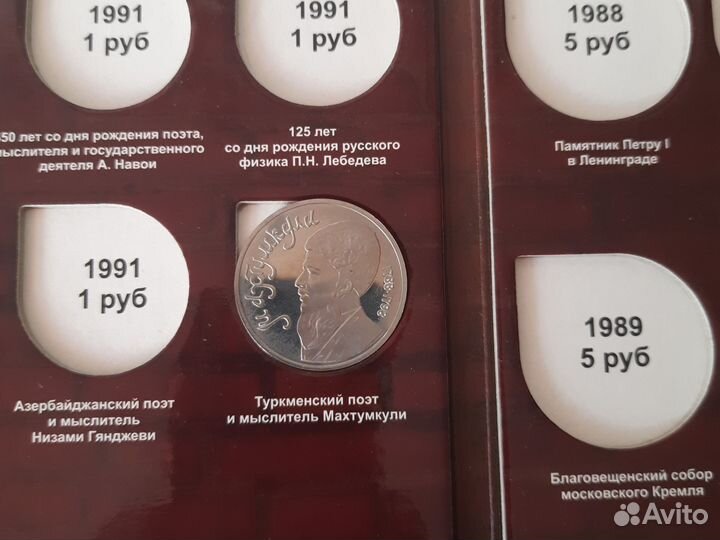 1991
1 руб
50 лет со дня рождения поэта,
мыслителя и государственного
деятеля А. Навои
1991
1 руб
125 лет
со дня рождения русского
физика П.Н. Лебедева
1988
5 руб
Памятник Петру I
в Ленинграде
1991
1 руб
Азербайджанский поэт
и мыслитель
Низами Гянджеви
Махтумкули
Туркменский поэт
и мыслитель Махтумкули
1989
5 руб
Благовещенский собор
московского Кремля
Avito